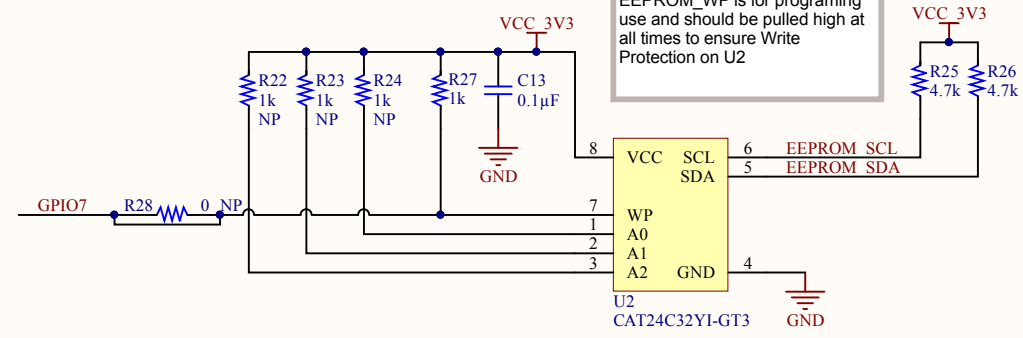 EEPROM_WP is for programing
use and should be pulled high at
all times to ensure Write
Protection on U2
VCC_3V3
VCC_3V3
R22
1k
NP
R23
1k
NP
R24
1k
NP
R27
1k
C13
0.1µF
GND
R25
4.7k
R26
4.7k
8
VCC
SCL
6
EEPROM_SCL
SDA
5
EEPROM_SDA
GPIO7
R28
0
NP
7
WP
1
A0
2
A1
3
A2
GND
4
U2
CAT24C32YI-GT3
GND